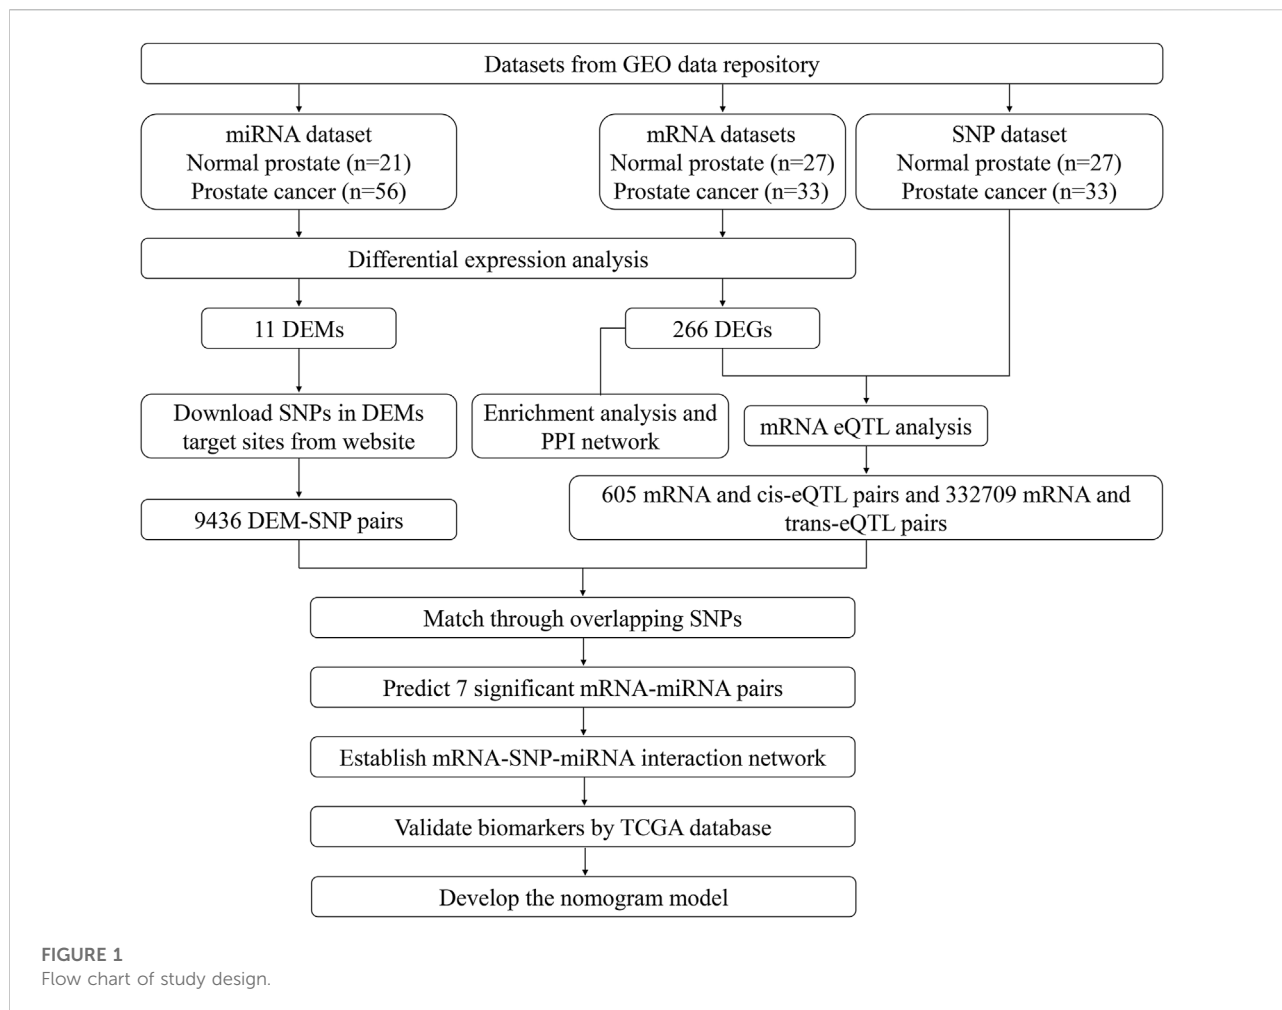 Datasets from GEO data repository
miRNA dataset
Normal prostate (n=21)
Prostate cancer (n=56)
mRNA datasets
Normal prostate (n=27)
Prostate cancer (n=33)
SNP dataset
Normal prostate (n=27)
Prostate cancer (n=33)
Differential expression analysis
11 DEMs
266 DEGs
Download SNPs in DEMs
target sites from website
Enrichment analysis and
PPI network
mRNA eQTL analysis
9436 DEM-SNP pairs
605 mRNA and cis-eQTL pairs and 332709 mRNA and
trans-eQTL pairs
Match through overlapping SNPs
Predict 7 significant mRNA-miRNA pairs
Establish mRNA-SNP-miRNA interaction network
Validate biomarkers by TCGA database
Develop the nomogram model
FIGURE 1
Flow chart of study design.